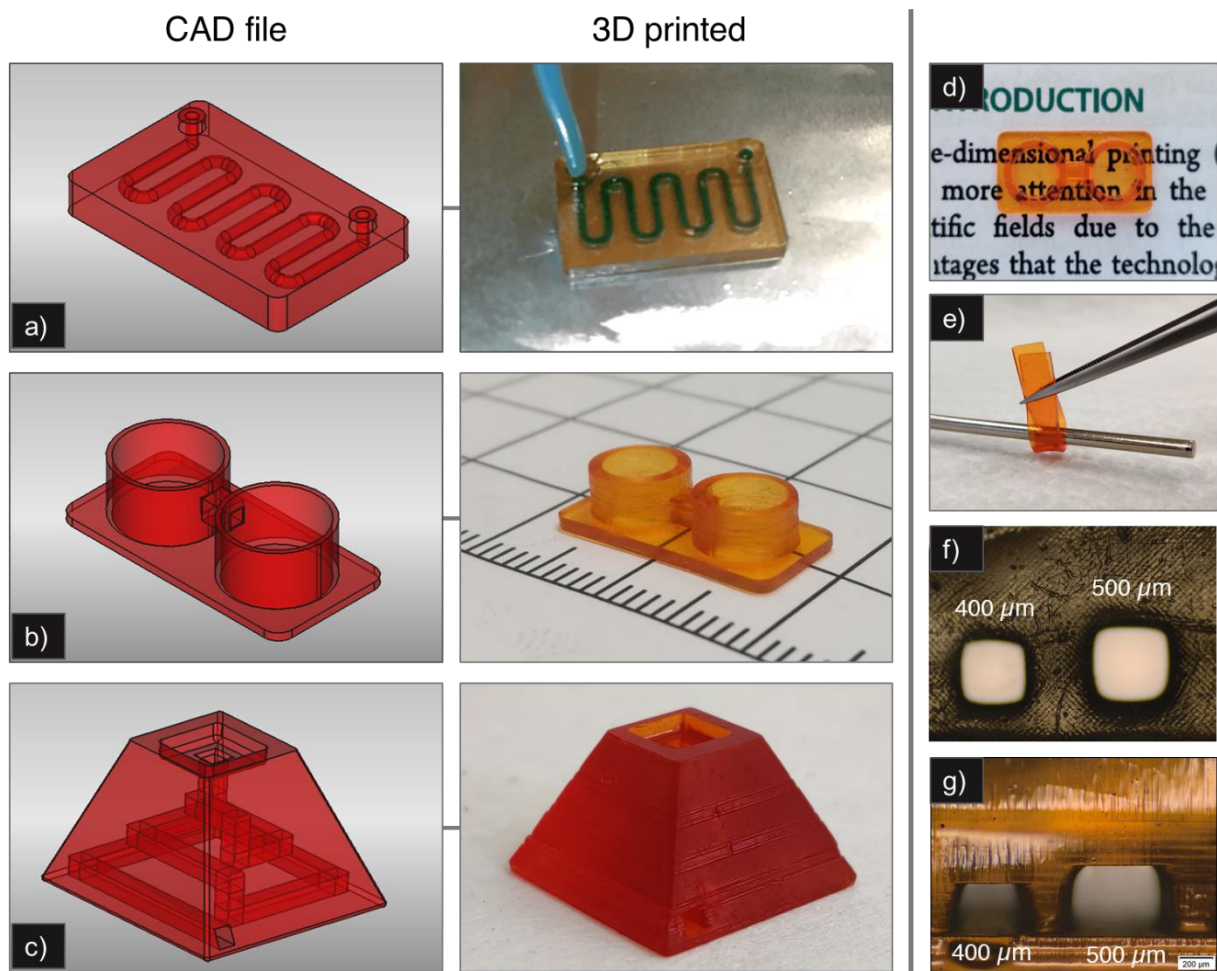 CAD file
3D printed
a)
b)
c)
d)
RODUCTION
e-dimensional printing (
more attention in the
tific fields due to the
ntages that the technolog
e)
f)
400 µm
500 µm
g)
400 µm
500 µm
200 µm